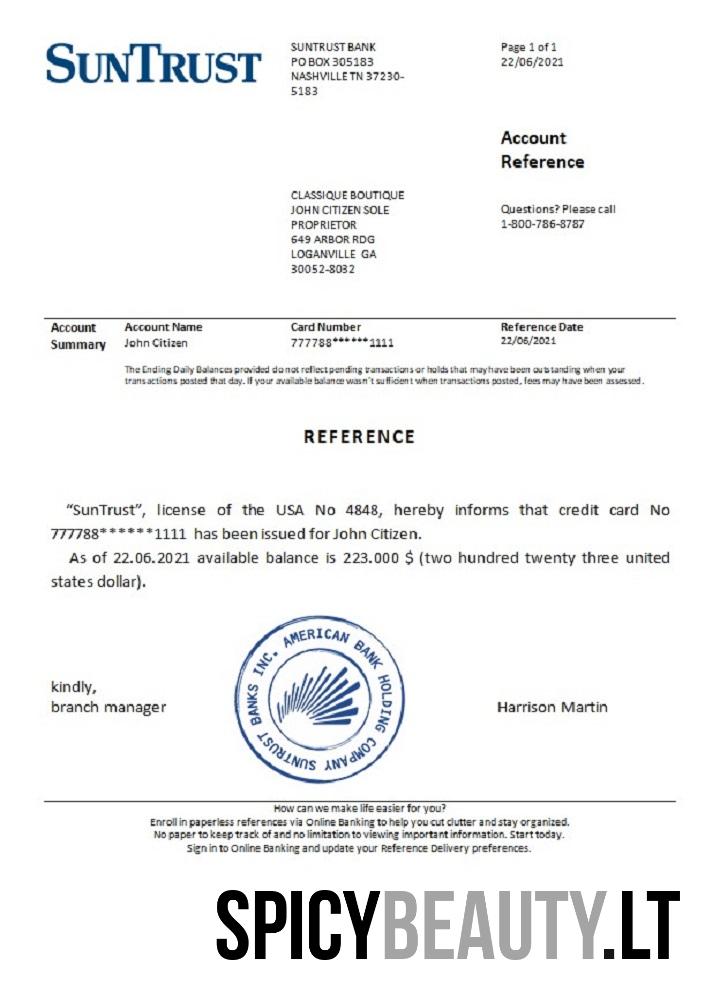 SUNTRUST
SUNTRUST BANK
PO BOX 305183
NASHVILLE TN 37230-
5183
Page 1 of 1
22/06/2021
Account
Reference
CLASSIQUE BOUTIQUE
JOHN CITIZEN SOLE
PROPRIETOR
649 ARBOR RDG
LOGANVILLE GA
30052-8032
Questions? Please call
1-800-786-8787
Account
Summary
Account Name
John Citizen
Card Number
777788******1111
Reference Date
22/06/2021
The Ending Daily Balances provided do not reflect pending transactions or holds that may have been outstanding when your
transactions posted that day. If your available balance wasn't sufficient when transactions posted, fees may have been assessed.
REFERENCE
“SunTrust”, license of the USA No 4848, hereby informs that credit card No
777788******1111 has been issued for John Citizen.
As of 22.06.2021 available balance is 223.000 $ (two hundred twenty three united
states dollar).
kindly,
branch manager
SUNTRUST BANKS INC. AMERICAN BANK HOLDING COMPANY
Harrison Martin
How can we make life easier for you?
Enroll in paperless references via Online Banking to help you cut clutter and stay organized.
No paper to keep track of and no limitation to viewing important information. Start today.
Sign in to Online Banking and update your Reference Delivery preferences.
SPICYBEAUTY.LT